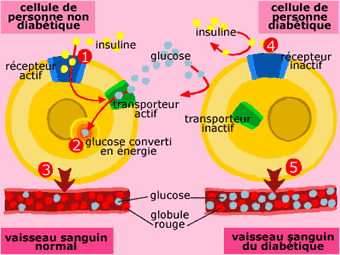 cellule de
personne non
diabétique
cellule de
personne
diabétique
insuline
insuline
glucose
1
4
récepteur
actif
récepteur
inactif
transporteur
actif
transporteur
inactif
2
glucose converti
en énergie
3
5
glucose
globule
rouge
vaisseau sanguin
normal
vaisseau sanguin
du diabétique